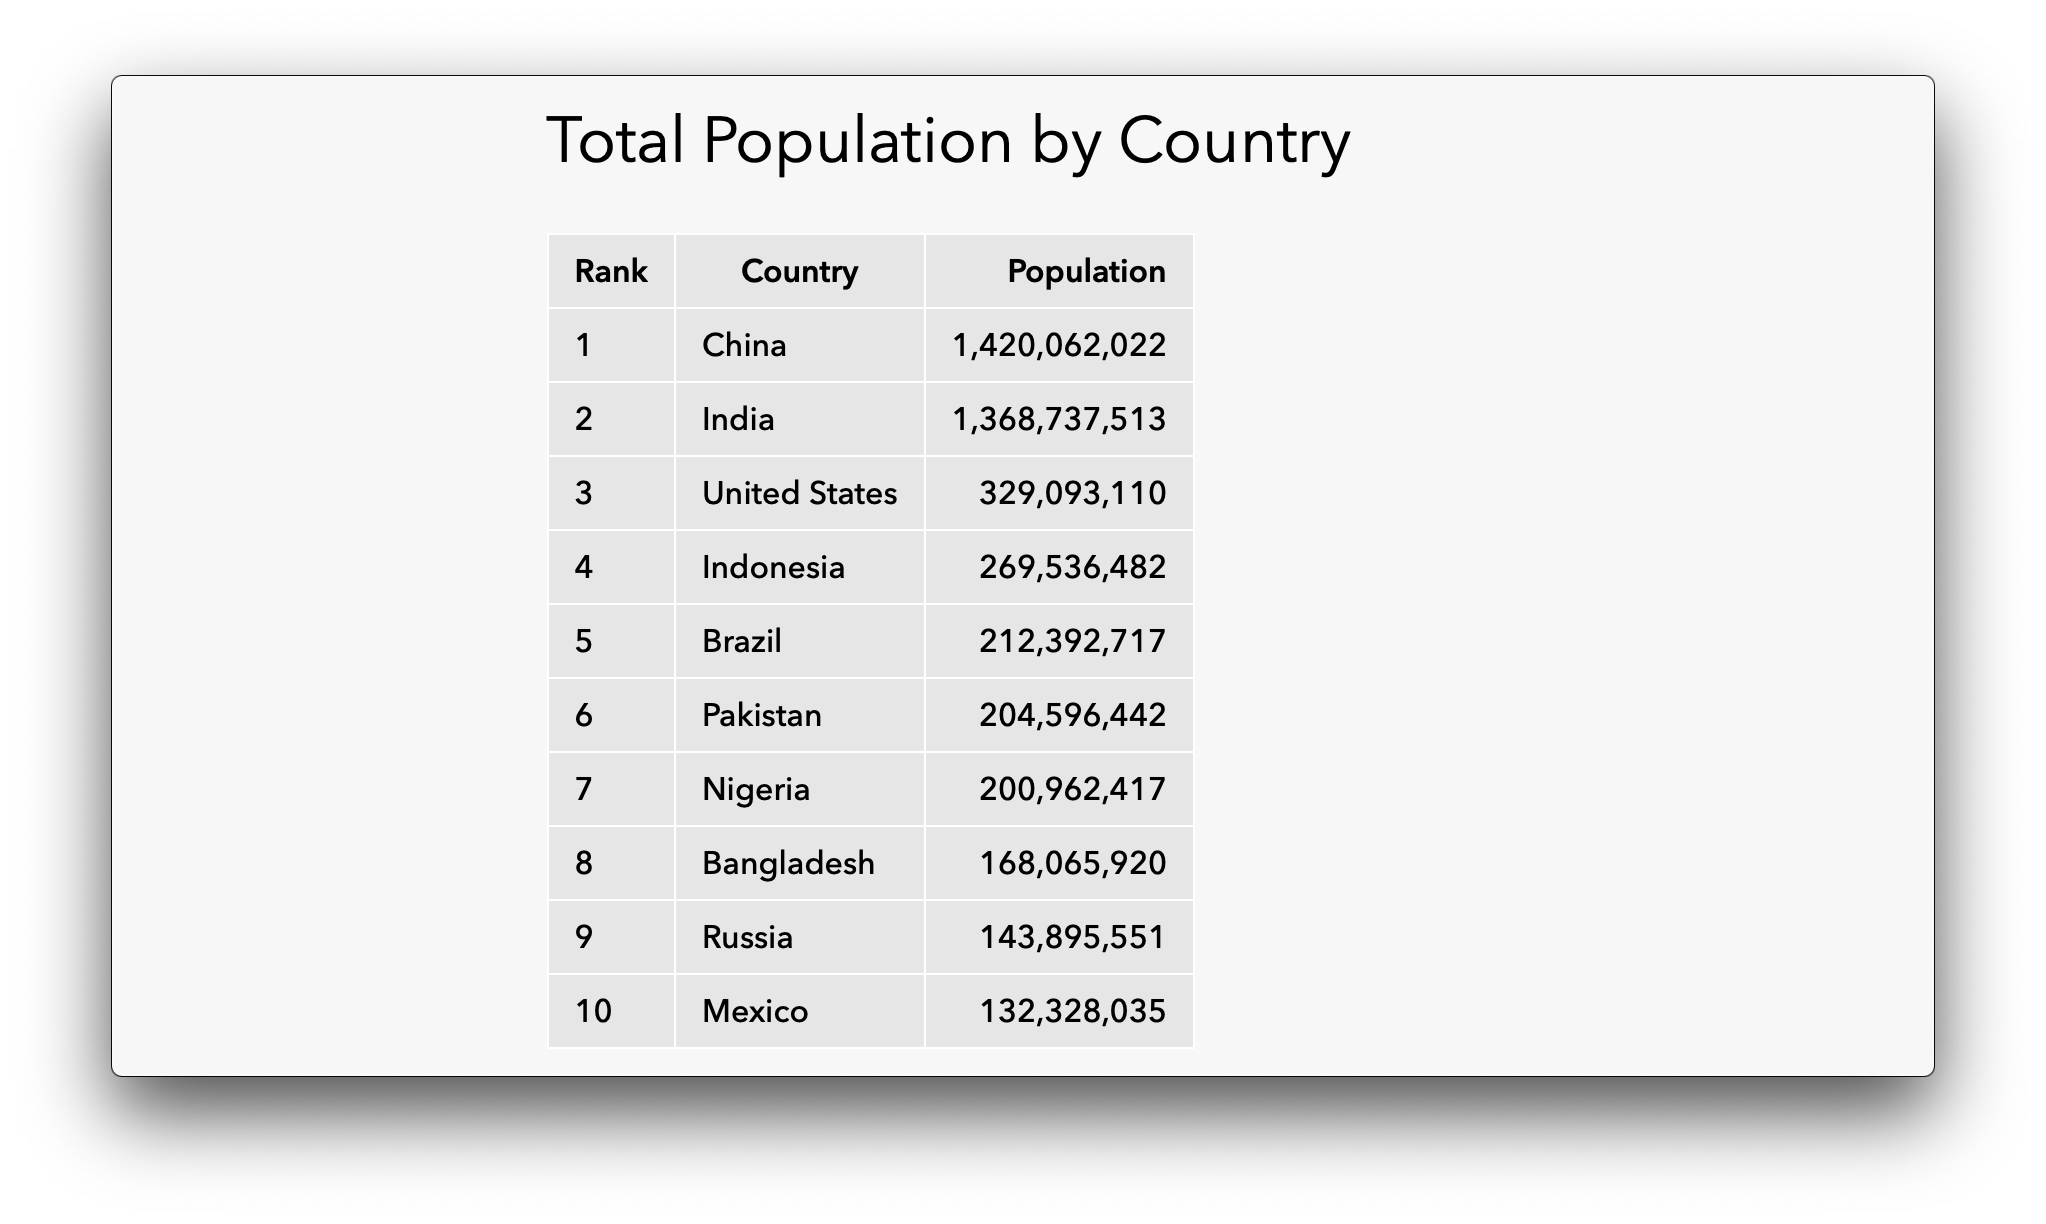 Total Population by Country
Rank Country Population
1 China 1,420,062,022
2 India 1,368,737,513
3 United States 329,093,110
4 Indonesia 269,536,482
5 Brazil 212,392,717
6 Pakistan 204,596,442
7 Nigeria 200,962,417
8 Bangladesh 168,065,920
9 Russia 143,895,551
10 Mexico 132,328,035